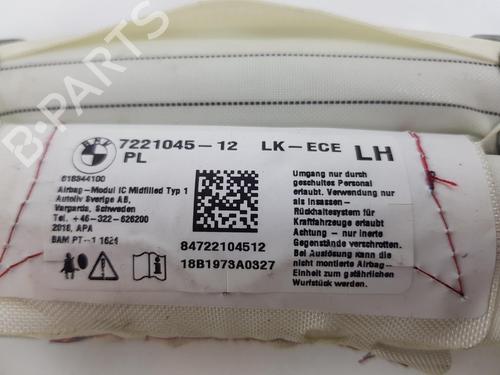 B-PARTS
BMW
7221045-12 LK-ECE LH
PL
618344100
Airbag-Modul IC Midfilled Typ 1
Autoliv Sverige AB,
Vargarda, Schweden
Tel. +46-322-626200
2018, APA
BAM PT-1 1624
84722104512
18B1973A0327
Umgang nur durch
geschultes Personal
erlaubt. Verwendung nur
als Insassen -
Rückhaltesystem für
Kraftfahrzeuge erlaubt
Achtung - nur inerte
Gegenstände verschrotten.
Bei Auslösung kann die
nicht montierte Airbag-
Einheit zum gefährlichen
Wurfstück werden.